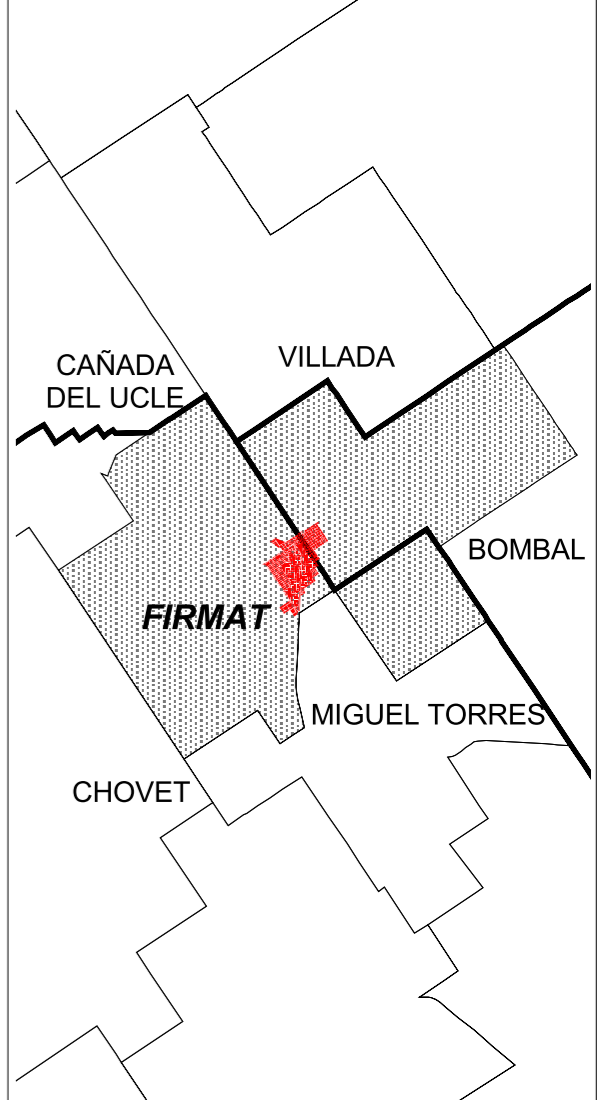 VILLADA
CAÑADA
DEL UCLE
BOMBAL
FIRMAT
MIGUEL TORRES
CHOVET